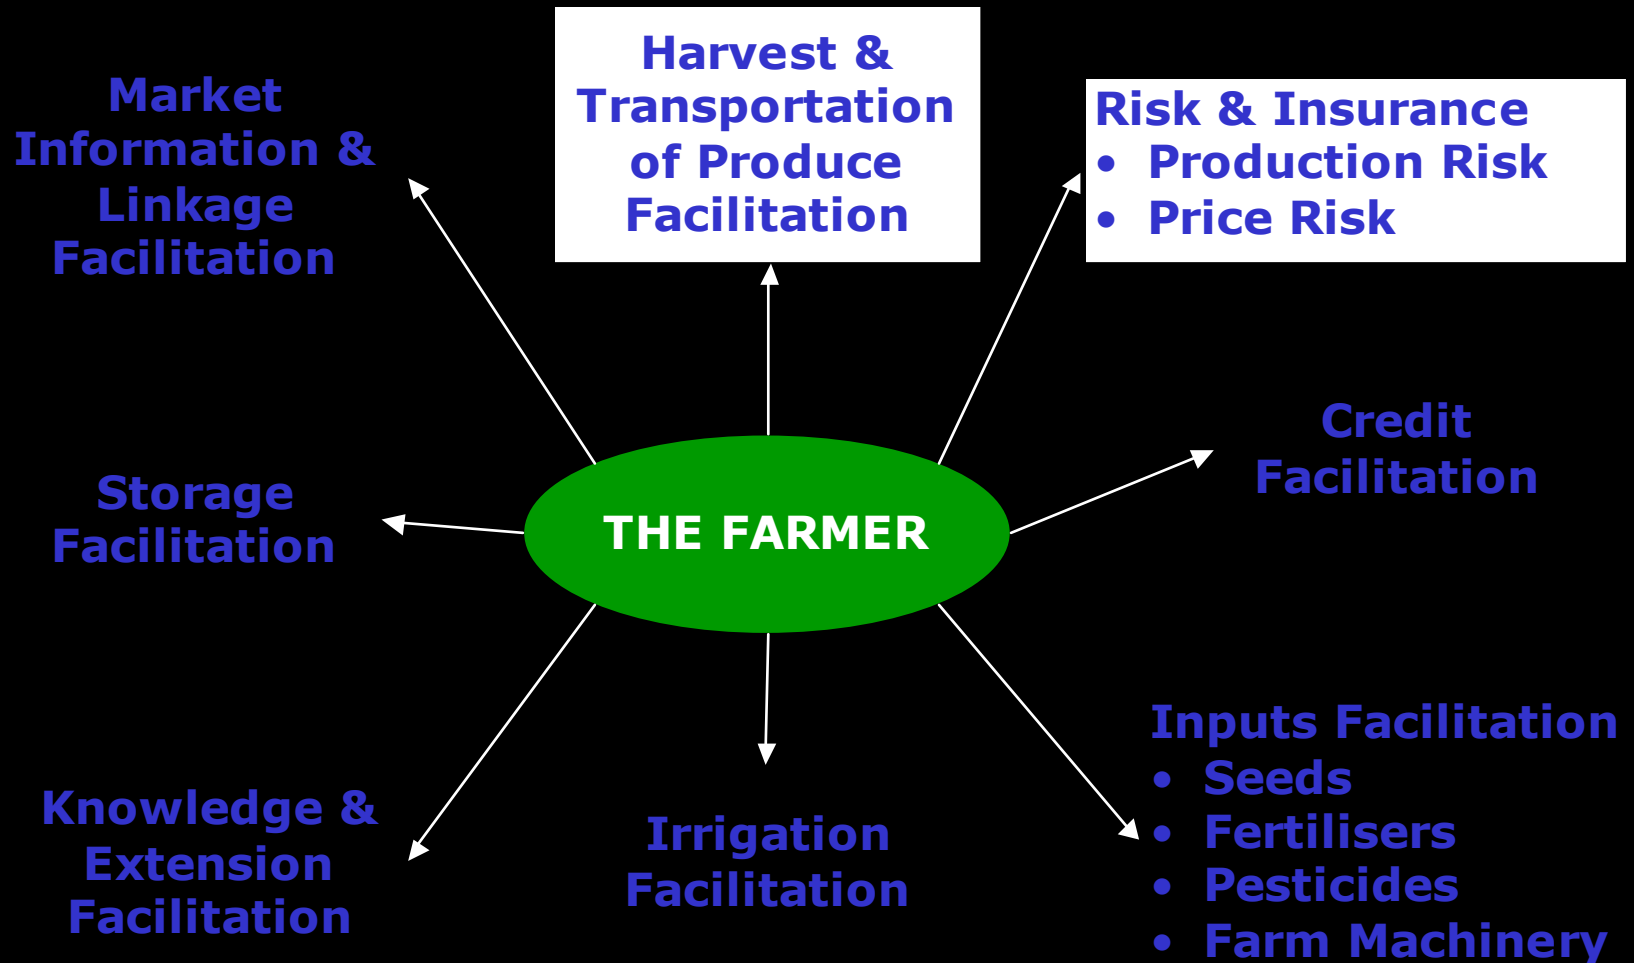 Market
Information &
Linkage
Facilitation
Harvest &
Transportation
of Produce
Facilitation
Risk & Insurance
• Production Risk
• Price Risk
Storage
Facilitation
THE FARMER
Credit
Facilitation
Knowledge &
Extension
Facilitation
Irrigation
Facilitation
Inputs Facilitation
• Seeds
• Fertilisers
• Pesticides
• Farm Machinery